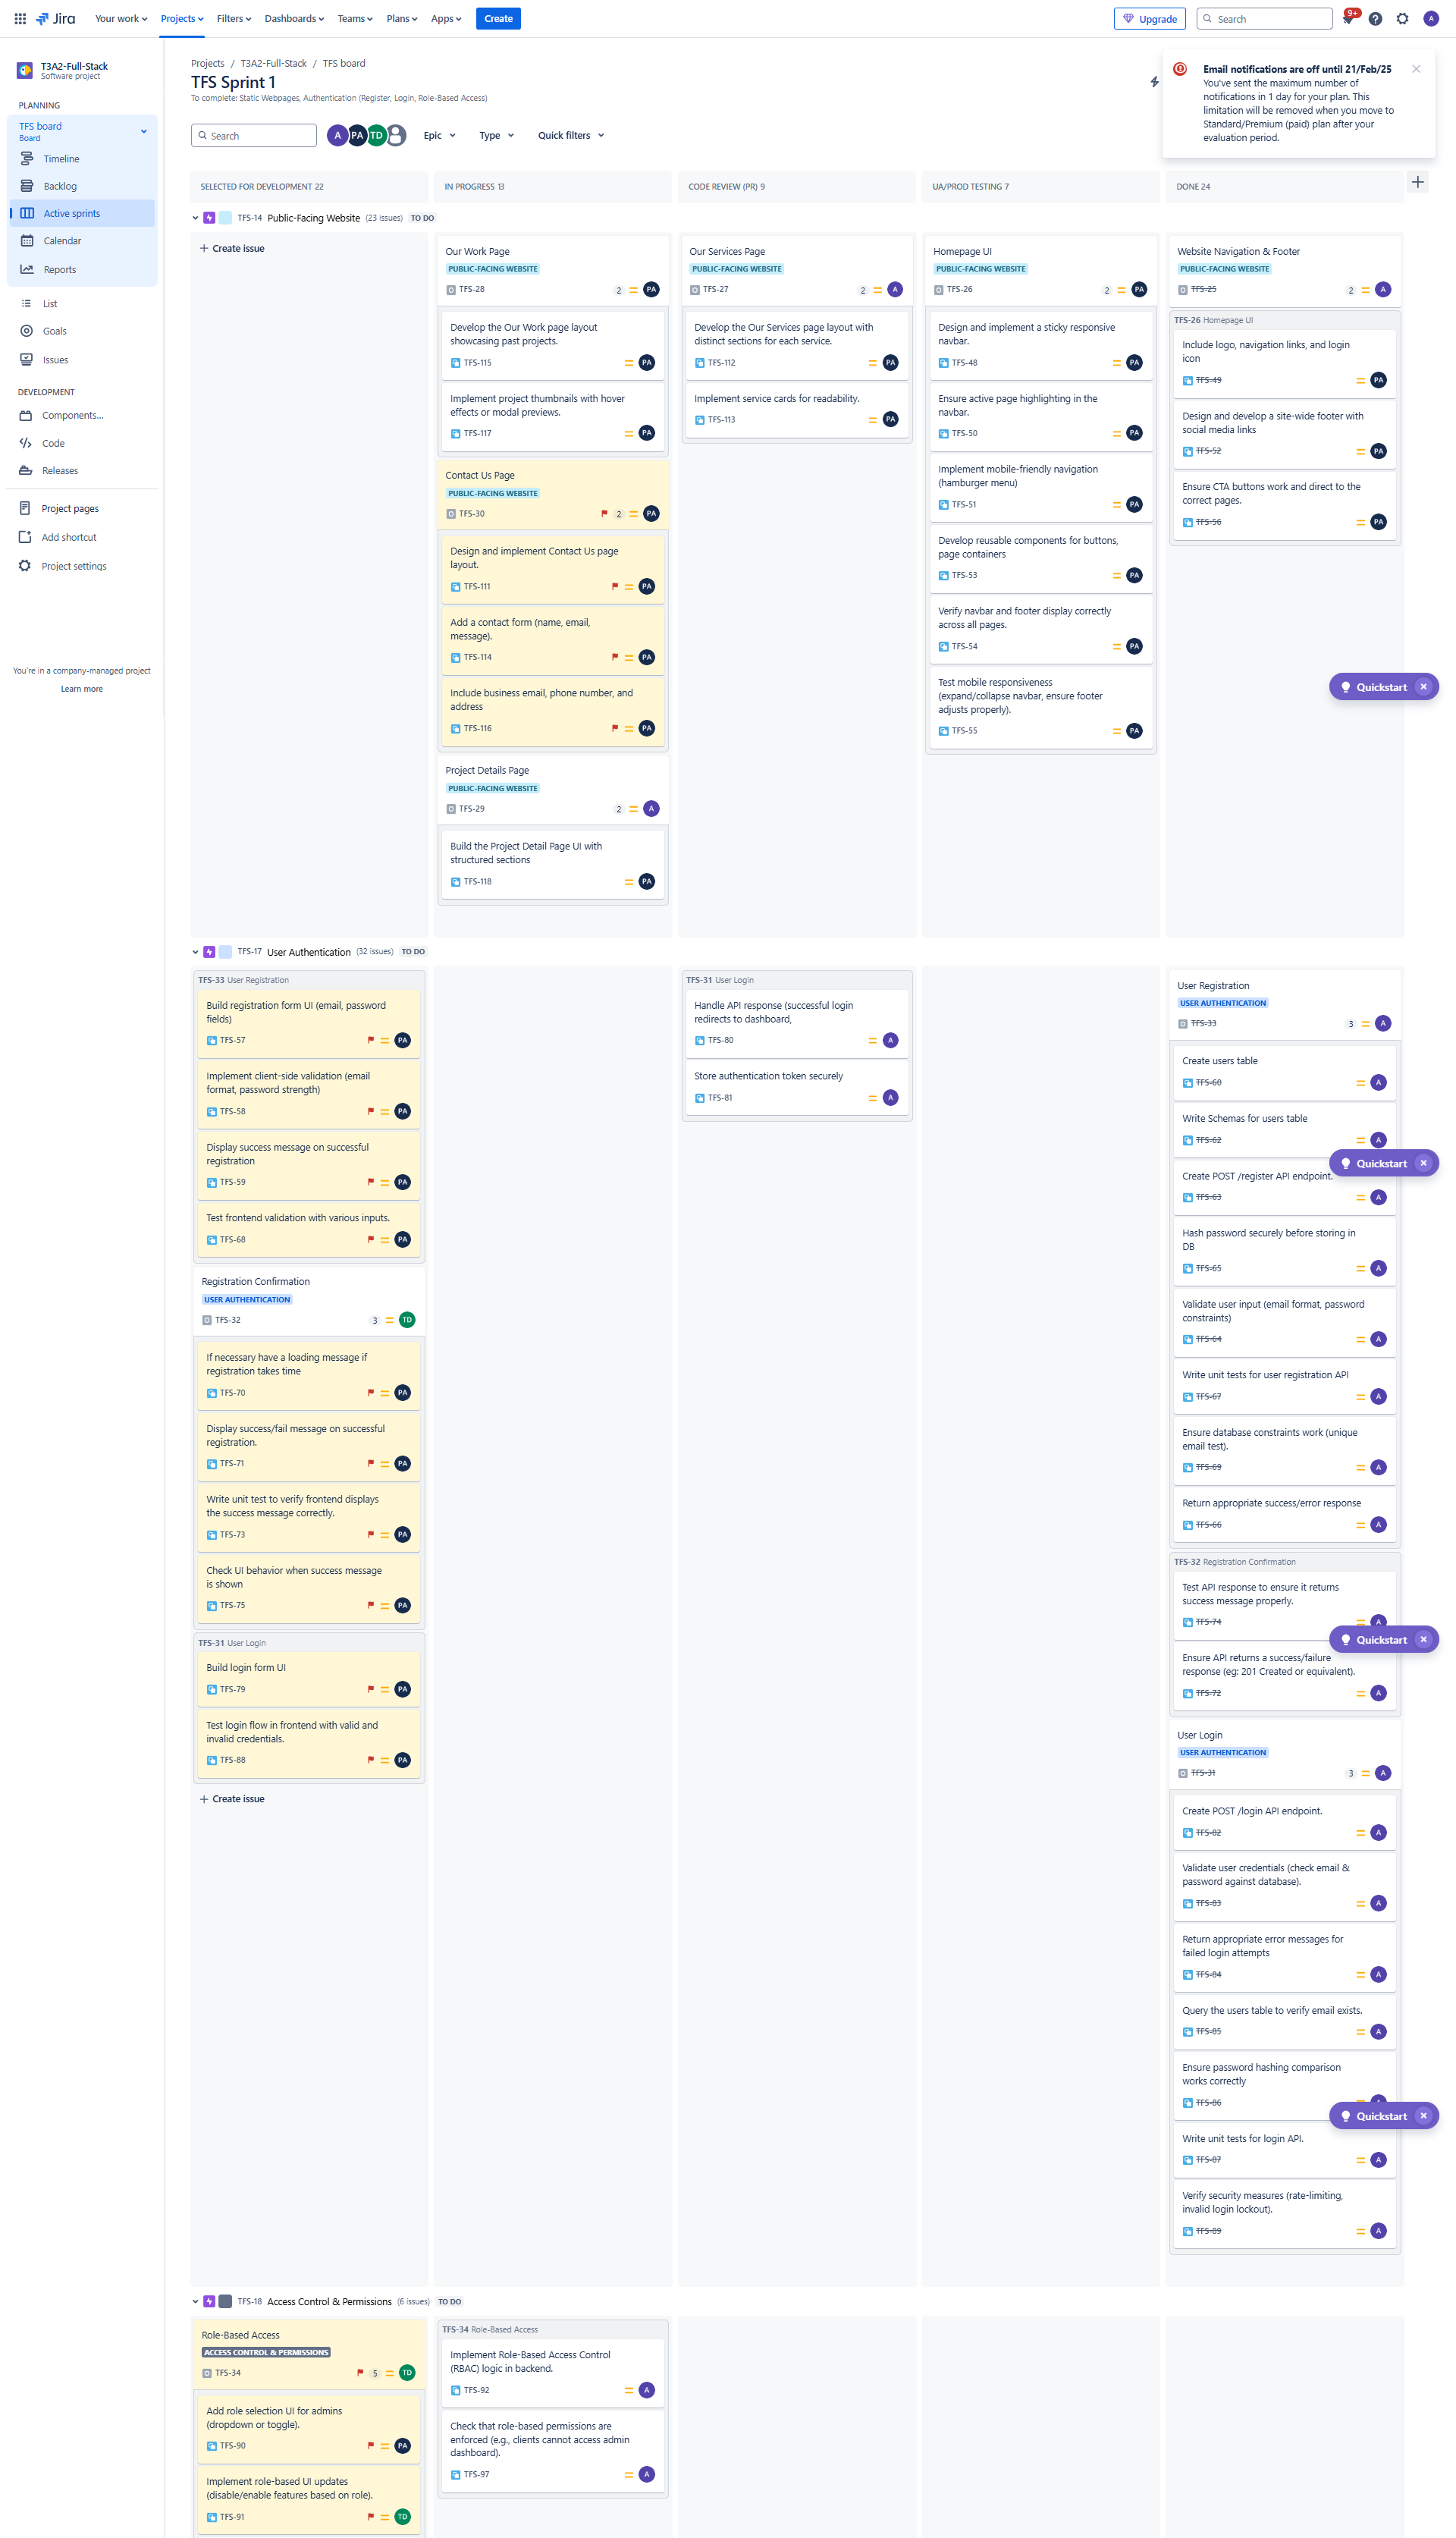 Jira
Your work
Projects
Filters
Dashboards
Teams
Plans
Apps
Create
Upgrade
Search
9+
A
T3A2-Full-Stack
Software project
PLANNING
TFS board
Board
Timeline
Backlog
Active sprints
Calendar
Reports
List
Goals
Issues
DEVELOPMENT
Components...
Code
Releases
Project pages
Add shortcut
Project settings
You're in a company-managed project
Learn more
Projects / T3A2-Full-Stack / TFS board
TFS Sprint 1
To complete: Static Webpages, Authentication (Register, Login, Role-Based Access)
Email notifications are off until 21/Feb/25
You've sent the maximum number of
notifications in 1 day for your plan. This
limitation will be removed when you move to
Standard/Premium (paid) plan after your
evaluation period.
Search
A PA TD
Epic
Type
Quick filters
SELECTED FOR DEVELOPMENT 22
IN PROGRESS 13
CODE REVIEW (PR) 9
UA/PROD TESTING 7
DONE 24
TFS-14 Public-Facing Website (23 issues) TO DO
Create issue
Our Work Page
PUBLIC-FACING WEBSITE
TFS-28 2 PA
Develop the Our Work page layout
showcasing past projects.
TFS-115 PA
Implement project thumbnails with hover
effects or modal previews.
TFS-117 PA
Contact Us Page
PUBLIC-FACING WEBSITE
TFS-30 2 PA
Design and implement Contact Us page
layout.
TFS-111 PA
Add a contact form (name, email,
message).
TFS-114 PA
Include business email, phone number, and
address
TFS-116 PA
Project Details Page
PUBLIC-FACING WEBSITE
TFS-29 2 A
Build the Project Detail Page UI with
structured sections
TFS-118 PA
Our Services Page
PUBLIC-FACING WEBSITE
TFS-27 2 A
Develop the Our Services page layout with
distinct sections for each service.
TFS-112 PA
Implement service cards for readability.
TFS-113 PA
Homepage UI
PUBLIC-FACING WEBSITE
TFS-26 2 PA
Design and implement a sticky responsive
navbar.
TFS-48 PA
Ensure active page highlighting in the
navbar.
TFS-50 PA
Implement mobile-friendly navigation
(hamburger menu)
TFS-51 PA
Develop reusable components for buttons,
page containers
TFS-53 PA
Verify navbar and footer display correctly
across all pages.
TFS-54 PA
Test mobile responsiveness
(expand/collapse navbar, ensure footer
adjusts properly).
TFS-55 PA
Website Navigation & Footer
PUBLIC-FACING WEBSITE
TFS-25 2 A
TFS-26 Homepage UI
Include logo, navigation links, and login
icon
TFS-49 PA
Design and develop a site-wide footer with
social media links
TFS-52 PA
Ensure CTA buttons work and direct to the
correct pages.
TFS-56 PA
Quickstart
TFS-17 User Authentication (32 issues) TO DO
TFS-33 User Registration
Build registration form UI (email, password
fields)
TFS-57 PA
Implement client-side validation (email
format, password strength)
TFS-58 PA
Display success message on successful
registration
TFS-59 PA
Test frontend validation with various inputs.
TFS-68 PA
Registration Confirmation
USER AUTHENTICATION
TFS-32 3 TD
If necessary have a loading message if
registration takes time
TFS-70 PA
Display success/fail message on successful
registration.
TFS-71 PA
Write unit test to verify frontend displays
the success message correctly.
TFS-73 PA
Check UI behavior when success message
is shown
TFS-75 PA
TFS-31 User Login
Build login form UI
TFS-79 PA
Test login flow in frontend with valid and
invalid credentials.
TFS-88 PA
Create issue
TFS-31 User Login
Handle API response (successful login
redirects to dashboard,
TFS-80 A
Store authentication token securely
TFS-81 A
User Registration
USER AUTHENTICATION
TFS-33 3 A
Create users table
TFS-60 A
Write Schemas for users table
TFS-62 A
Quickstart
Create POST /register API endpoint.
TFS-63 A
Hash password securely before storing in
DB
TFS-65 A
Validate user input (email format, password
constraints)
TFS-64 A
Write unit tests for user registration API
TFS-67 A
Ensure database constraints work (unique
email test).
TFS-69 A
Return appropriate success/error response
TFS-66 A
TFS-32 Registration Confirmation
Test API response to ensure it returns
success message properly.
TFS-74 A
Quickstart
Ensure API returns a success/failure
response (eg: 201 Created or equivalent).
TFS-72 A
User Login
USER AUTHENTICATION
TFS-31 3 A
Create POST /login API endpoint.
TFS-82 A
Validate user credentials (check email &
password against database).
TFS-83 A
Return appropriate error messages for
failed login attempts
TFS-84 A
Query the users table to verify email exists.
TFS-85 A
Ensure password hashing comparison
works correctly
TFS-86
Quickstart
Write unit tests for login API.
TFS-87 A
Verify security measures (rate-limiting,
invalid login lockout).
TFS-89 A
TFS-18 Access Control & Permissions (6 issues) TO DO
Role-Based Access
ACCESS CONTROL & PERMISSIONS
TFS-34 5 TD
Add role selection UI for admins
(dropdown or toggle).
TFS-90 PA
Implement role-based UI updates
(disable/enable features based on role).
TFS-91 TD
TFS-34 Role-Based Access
Implement Role-Based Access Control
(RBAC) logic in backend.
TFS-92 A
Check that role-based permissions are
enforced (e.g., clients cannot access admin
dashboard).
TFS-97 A